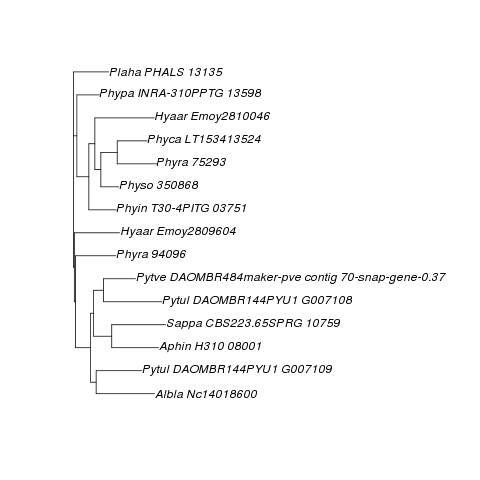 Plaha PHALS 13135
Phypa INRA-310PPTG 13598
Hyaar Emoy2810046
Phyca LT153413524
Phyra 75293
Physo 350868
Phyin T30-4PITG 03751
Hyaar Emoy2809604
Phyra 94096
Pytve DAOMBR484maker-pve contig 70-snap-gene-0.37
Pytul DAOMBR144PYU1 G007108
Sappa CBS223.65SPRG 10759
Aphin H310 08001
Pytul DAOMBR144PYU1 G007109
Albla Nc14018600